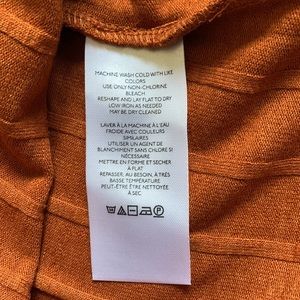 MACHINE WASH COLD WITH LIKE
COLORS
USE ONLY NON-CHLORINE
BLEACH
RESHAPE AND LAY FLAT TO DRY
LOW IRON AS NEEDED
MAY BE DRY CLEANED
LAVER À LA MACHINE À L'EAU
FROIDE AVEC COULEURS
SIMILAIRES
UTILISER UN AGENT DE
BLANCHIMENT SANS CHLORE SI
NÉCESSAIRE
METTRE EN FORME ET SÉCHER
À PLAT
REPASSER, AU BESOIN, À TRÈS
BASSE TEMPÉRATURE
PEUT-ÊTRE ÊTRE NETTOYÉE
À SEC